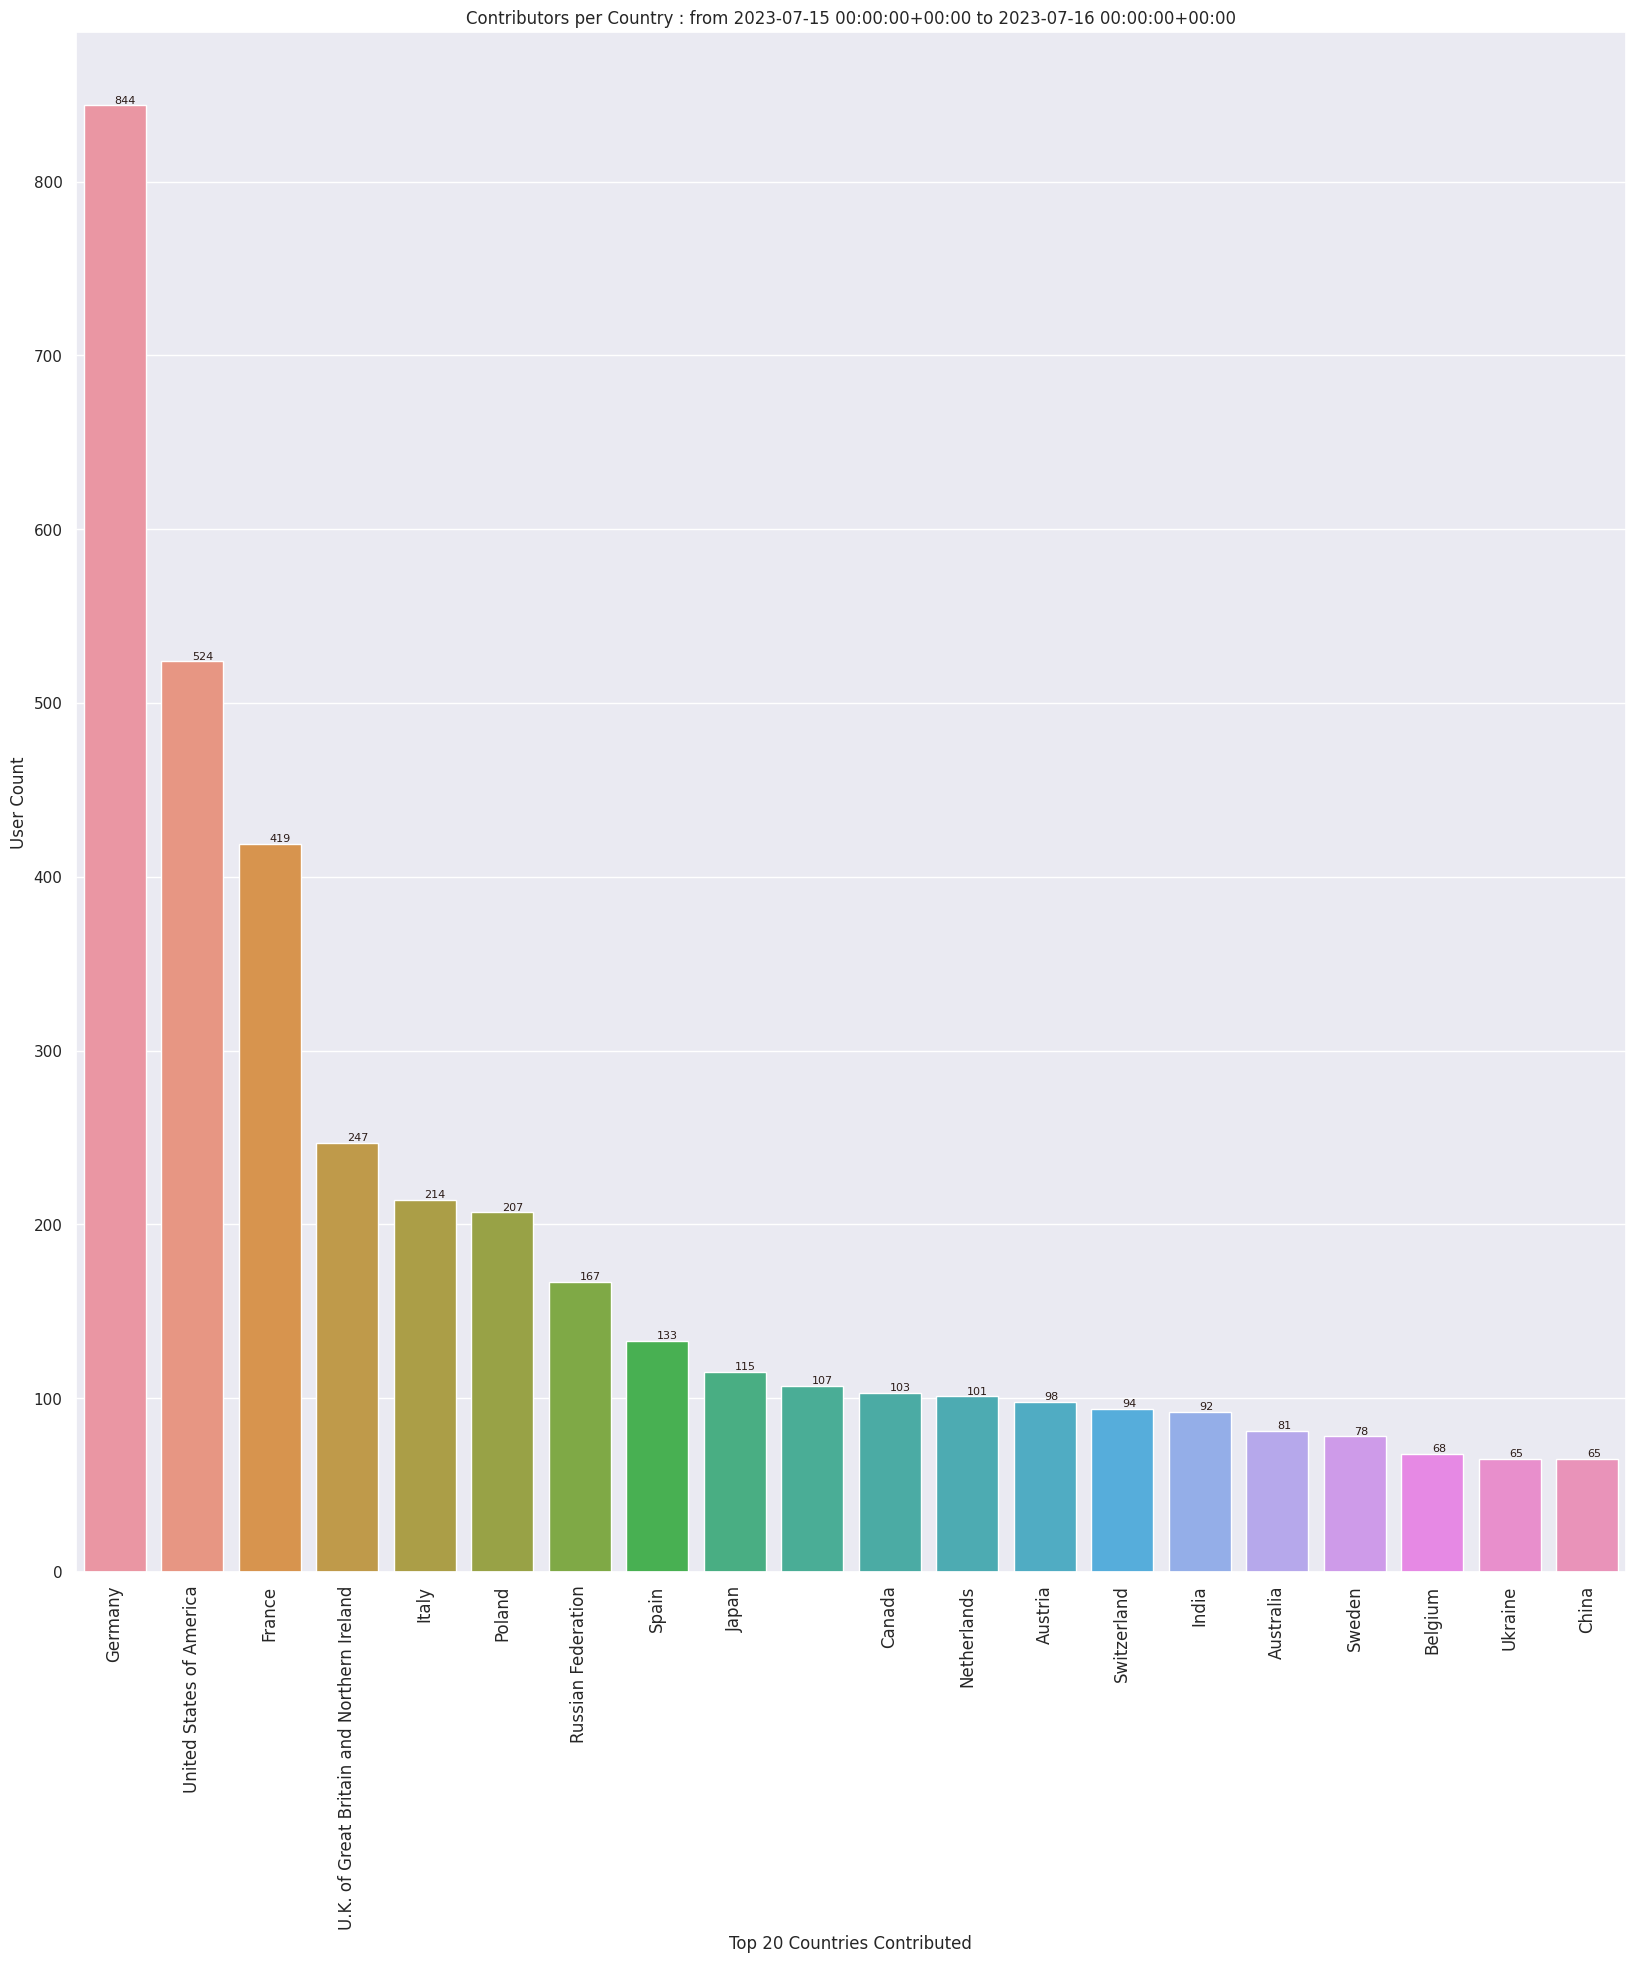 Contributors per Country : from 2023-07-15 00:00:00+00:00 to 2023-07-16 00:00:00+00:00
User Count
800
700
600
500
400
300
200
100
0
844
524
419
247
214
207
167
133
115
107
103
101
98
94
92
81
78
68
65
65
Germany
United States of America
France
U.K. of Great Britain and Northern Ireland
Italy
Poland
Russian Federation
Spain
Japan
Canada
Netherlands
Austria
Switzerland
India
Australia
Sweden
Belgium
Ukraine
China
Top 20 Countries Contributed